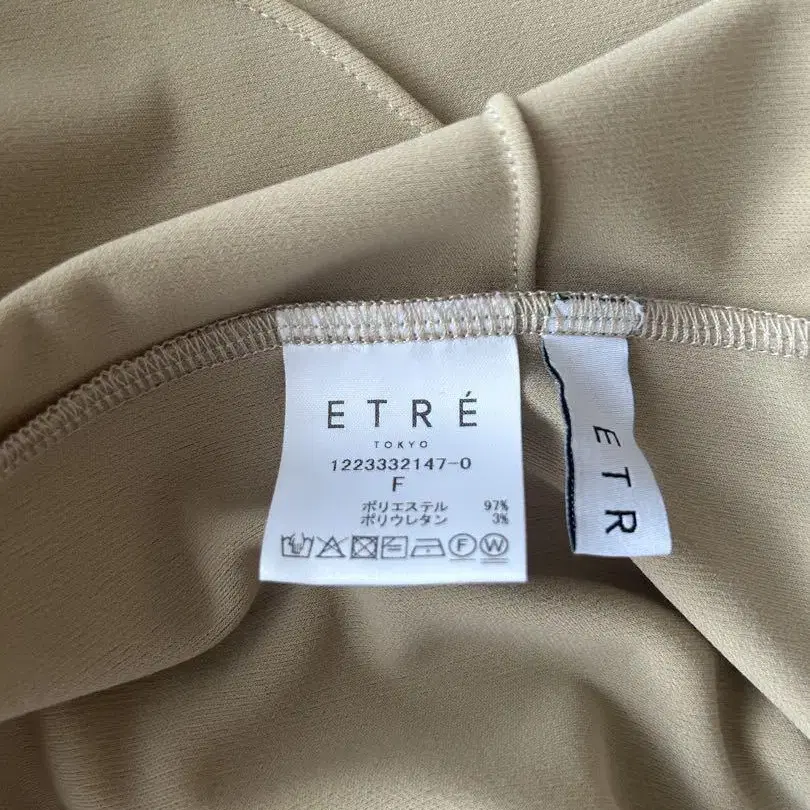 ETRÉ
TOKYO
1223332147-0
F
ポリエステル 97%
ポリウレタン 3%
F W
ETR